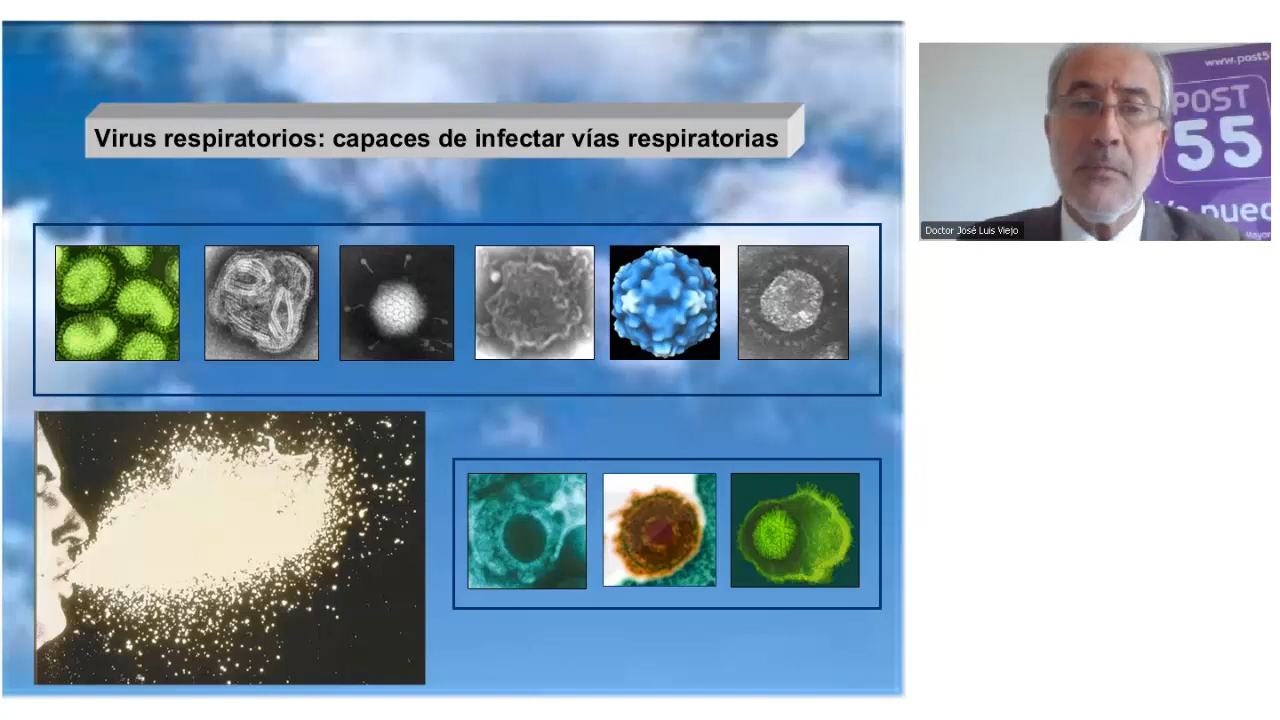 Virus respiratorios: capaces de infectar vías respiratorias
www.post5
POST
55
Doctor José Luis Viejo